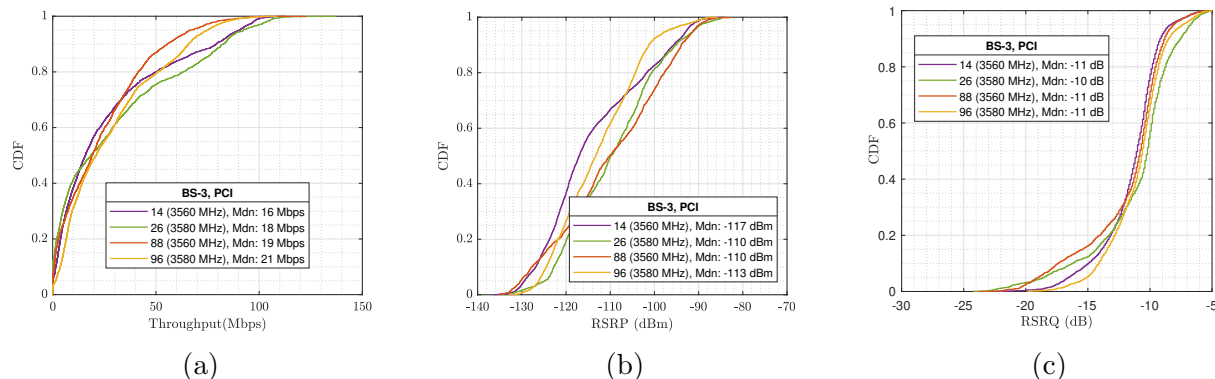 1
0.8
0.6
0.4
0.2
0
CDF
0 50 100 150
Throughput(Mbps)
BS-3, PCI
14 (3560 MHz), Mdn: 16 Mbps
26 (3580 MHz), Mdn: 18 Mbps
88 (3560 MHz), Mdn: 19 Mbps
96 (3580 MHz), Mdn: 21 Mbps
(a)
1
0.8
0.6
0.4
0.2
0
CDF
-140 -130 -120 -110 -100 -90 -80 -70
RSRP (dBm)
BS-3, PCI
14 (3560 MHz), Mdn: -117 dBm
26 (3580 MHz), Mdn: -110 dBm
88 (3560 MHz), Mdn: -110 dBm
96 (3580 MHz), Mdn: -113 dBm
(b)
1
0.8
0.6
0.4
0.2
0
CDF
-30 -25 -20 -15 -10 -5
RSRQ (dB)
BS-3, PCI
14 (3560 MHz), Mdn: -11 dB
26 (3580 MHz), Mdn: -10 dB
88 (3560 MHz), Mdn: -11 dB
96 (3580 MHz), Mdn: -11 dB
(c)